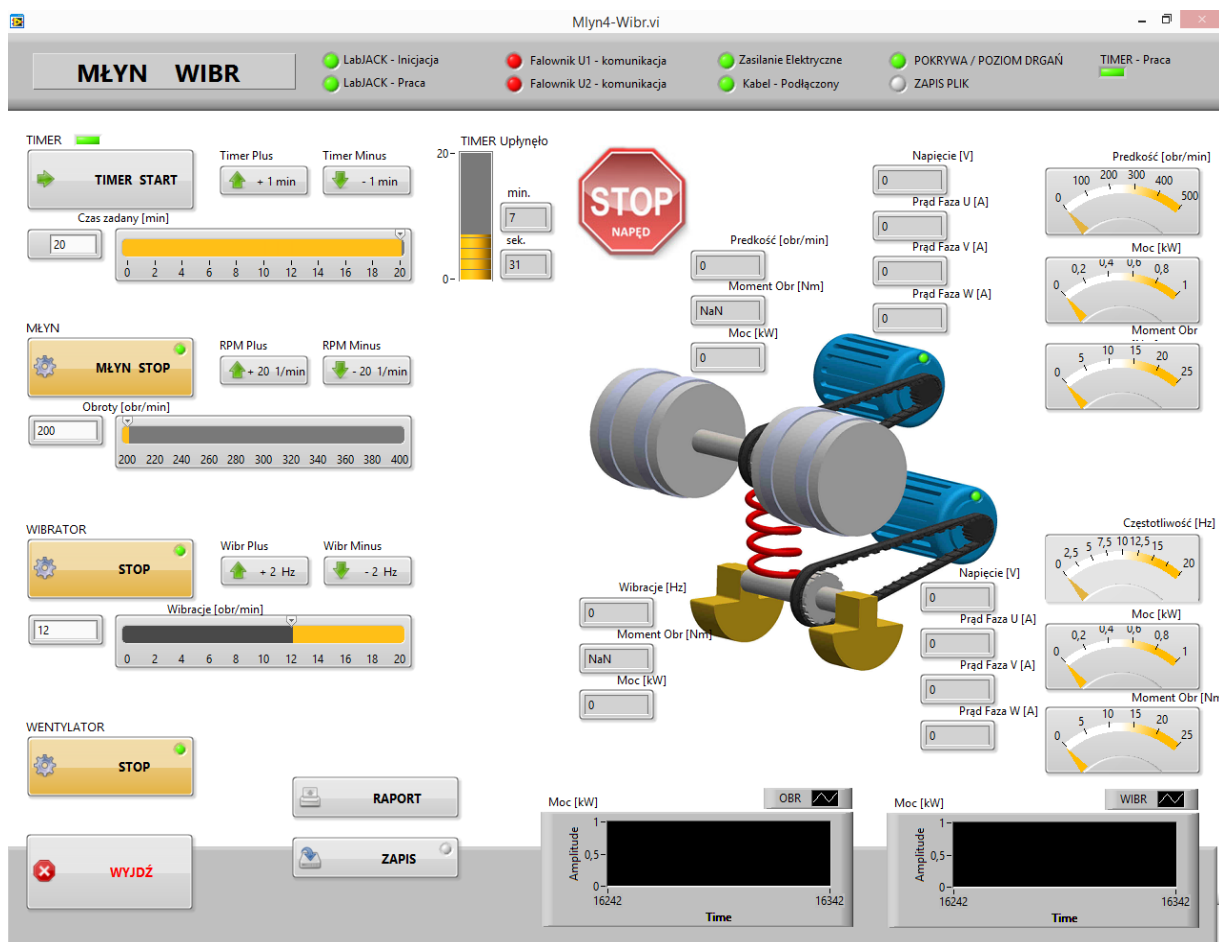 Mlyn4-Wibr.vi
MŁYN WIBR
LabJACK - Inicjacja
LabJACK - Praca
Falownik U1 - komunikacja
Falownik U2 - komunikacja
Zasilanie Elektryczne
Kabel - Podłączony
POKRYWA / POZIOM DRGAŃ
ZAPIS PLIK
TIMER - Praca
TIMER
TIMER START
Timer Plus
+ 1 min
Timer Minus
- 1 min
Czas zadany [min]
20
0 2 4 6 8 10 12 14 16 18 20
TIMER Upłynęło
20
0
min.
7
sek.
31
STOP
NAPĘD
MŁYN
MŁYN STOP
RPM Plus
+ 20 1/min
RPM Minus
- 20 1/min
Obroty [obr/min]
200
200 220 240 260 280 300 320 340 360 380 400
WIBRATOR
STOP
Wibr Plus
+ 2 Hz
Wibr Minus
- 2 Hz
Wibracje [obr/min]
12
0 2 4 6 8 10 12 14 16 18 20
WENTYLATOR
STOP
RAPORT
ZAPIS
WYJDŹ
Predkość [obr/min]
0
Moment Obr [Nm]
NaN
Moc [kW]
0
Napięcie [V]
0
Prąd Faza U [A]
0
Prąd Faza V [A]
0
Prąd Faza W [A]
0
Predkość [obr/min]
0 100 200 300 400 500
Moc [kW]
0 0,2 0,4 0,6 0,8 1
Moment Obr
0 5 10 15 20 25
Wibracje [Hz]
0
Moment Obr [Nm]
NaN
Moc [kW]
0
Napięcie [V]
0
Prąd Faza U [A]
0
Prąd Faza V [A]
0
Prąd Faza W [A]
0
Częstotliwość [Hz]
0 2,5 5 7,5 10 12,5 15 20
Moc [kW]
0 0,2 0,4 0,6 0,8 1
Moment Obr [Nm
0 5 10 15 20 25
Moc [kW]
OBR
Amplitude
1
0,5
0
16242 16342
Time
Moc [kW]
WIBR
Amplitude
1
0,5
0
16242 16342
Time